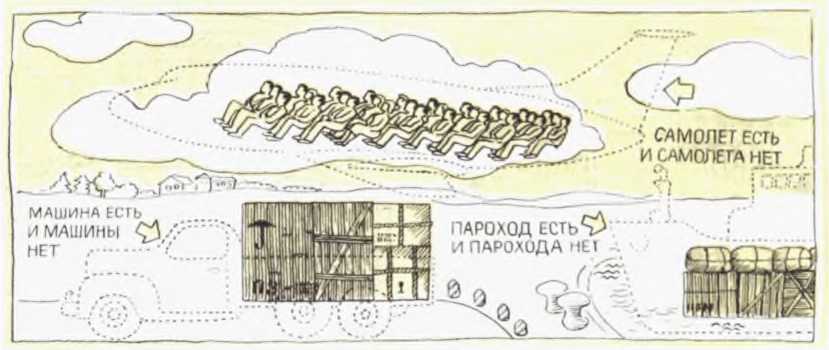 САМОЛЕТ ЕСТЬ
И САМОЛЕТА НЕТ
МАШИНА ЕСТЬ
И МАШИНЫ
НЕТ
ПАРОХОД ЕСТЬ
И ПАРОХОДА НЕТ